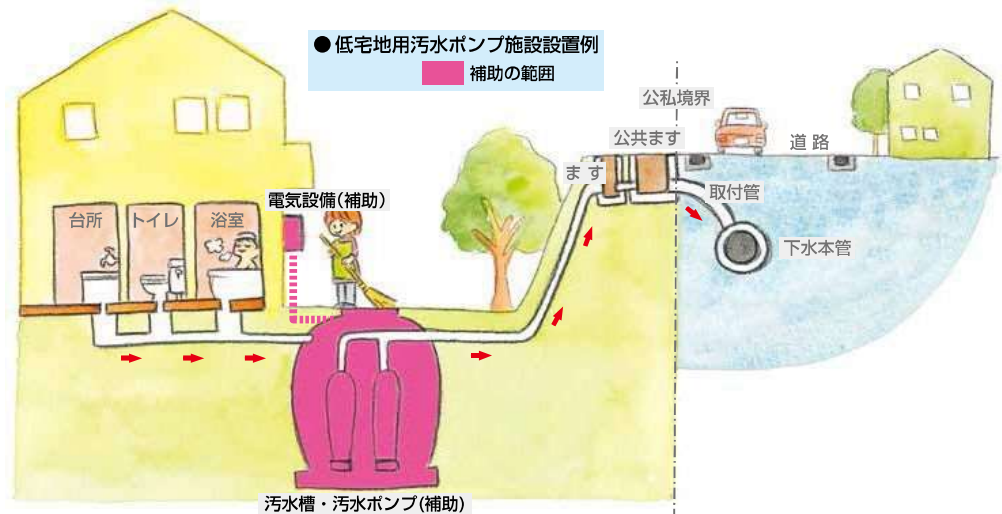 ●低宅地用汚水ポンプ施設設置例
補助の範囲
公私境界
公共ます
道路
ます
取付管
電気設備(補助)
台所
トイレ
浴室
下水本管
汚水槽・汚水ポンプ(補助)